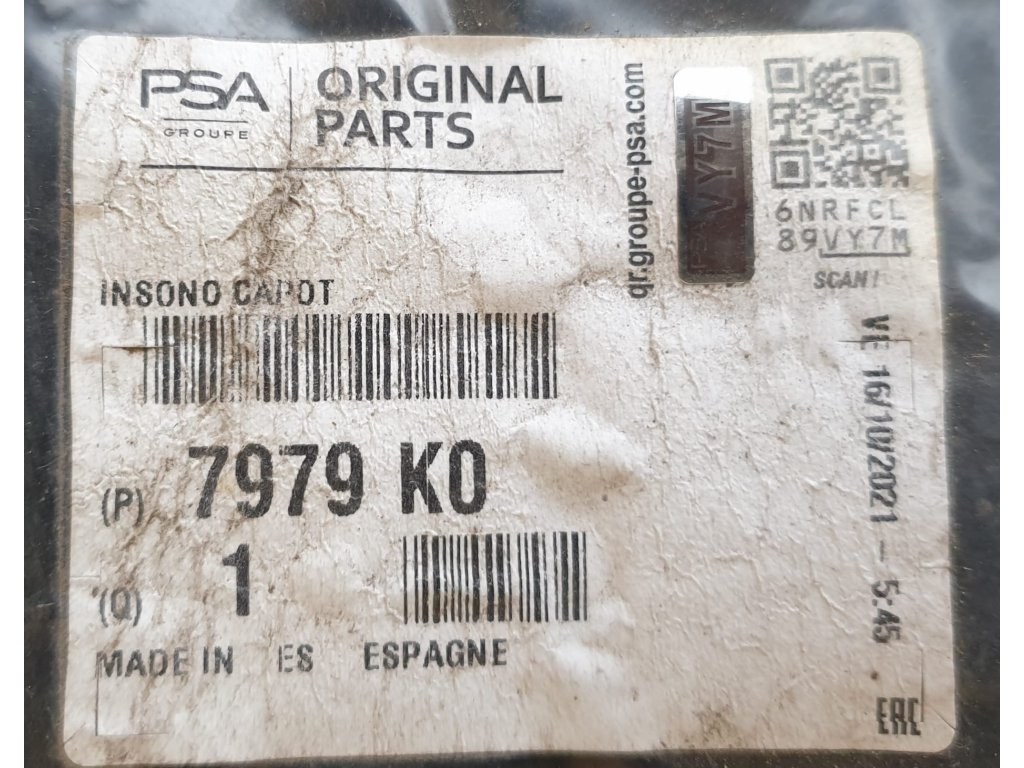 PSA
GROUPE
ORIGINAL
PARTS
qr.groupe-psa.com
PSA VY7M
6NRFCL
89VY7M
SCAN!
INSONO CAPOT
(P) 7979 K0
(Q) 1
MADE IN ES ESPAGNE
VE 16/10/2021 - 5:45
EAC